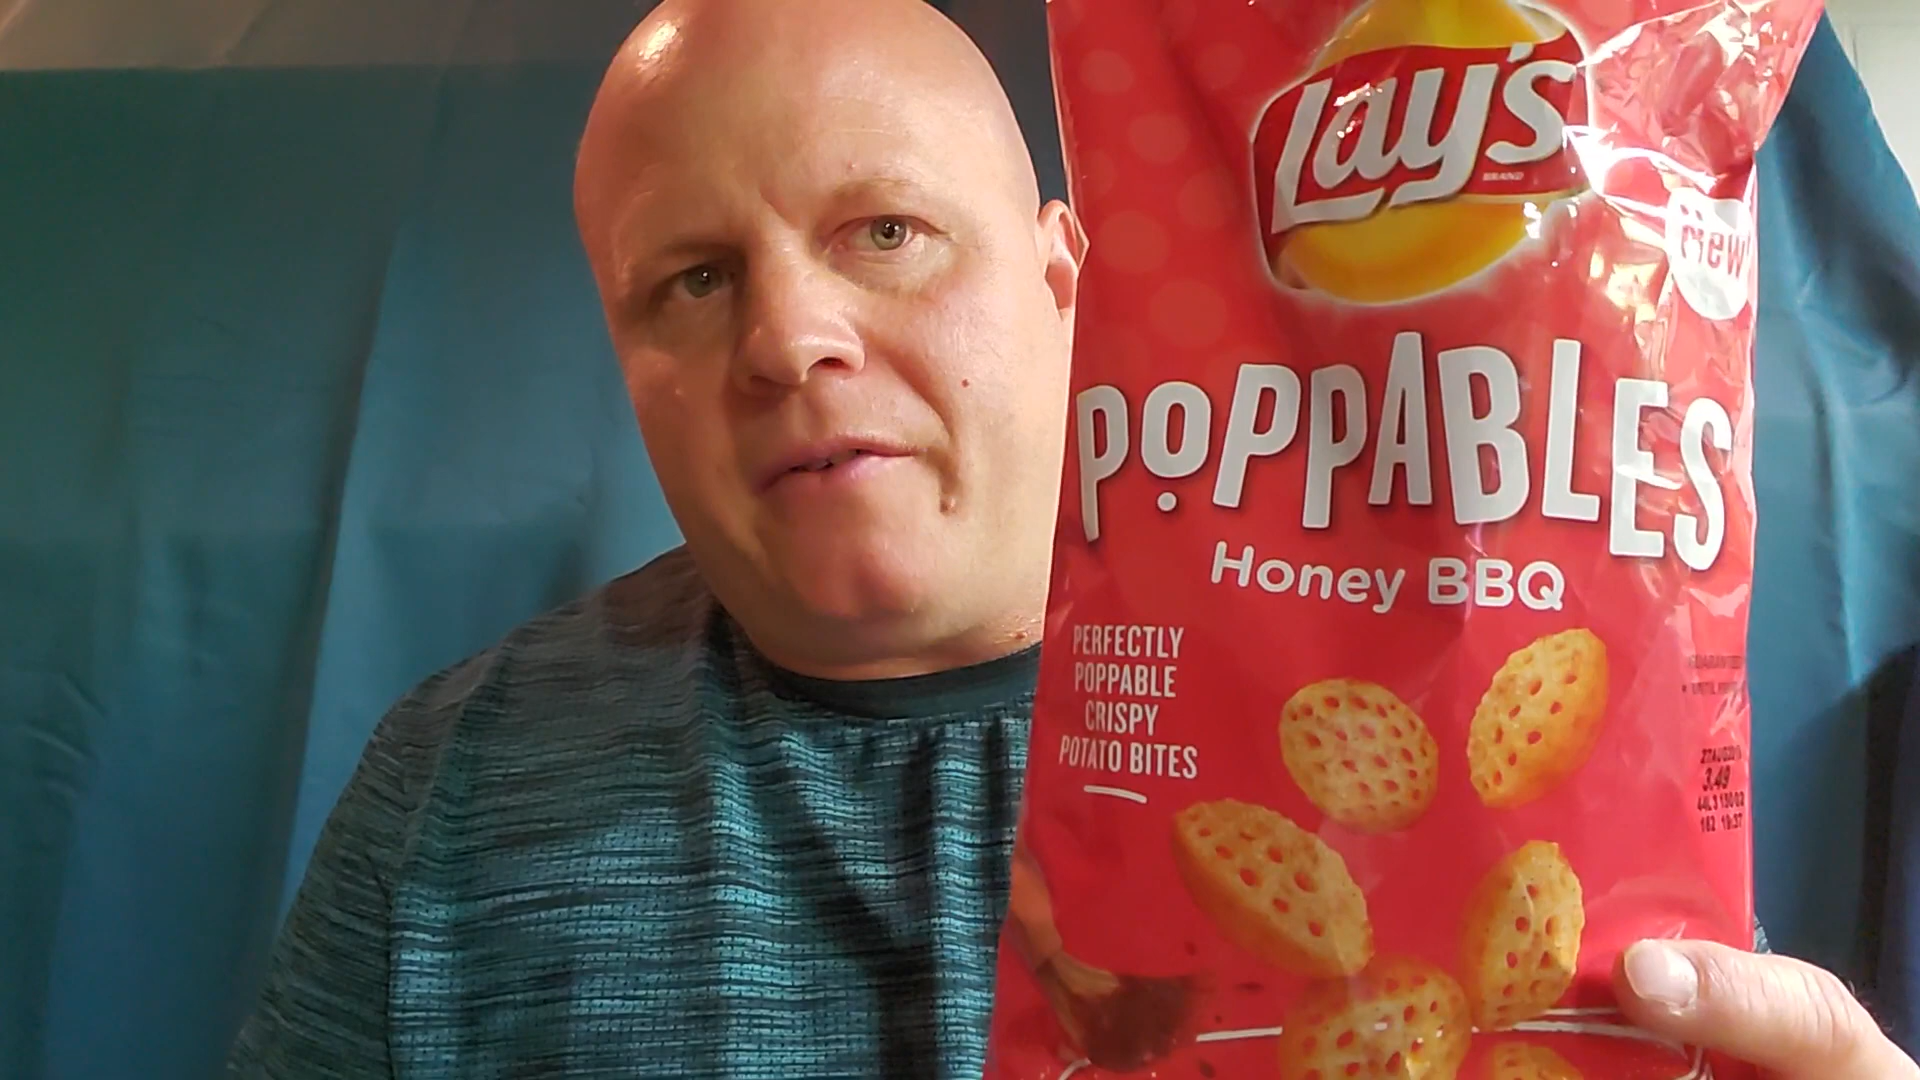 Lay's
BRAND
New
POPPABLES
Honey BBQ
PERFECTLY
POPPABLE
CRISPY
POTATO BITES
3.49